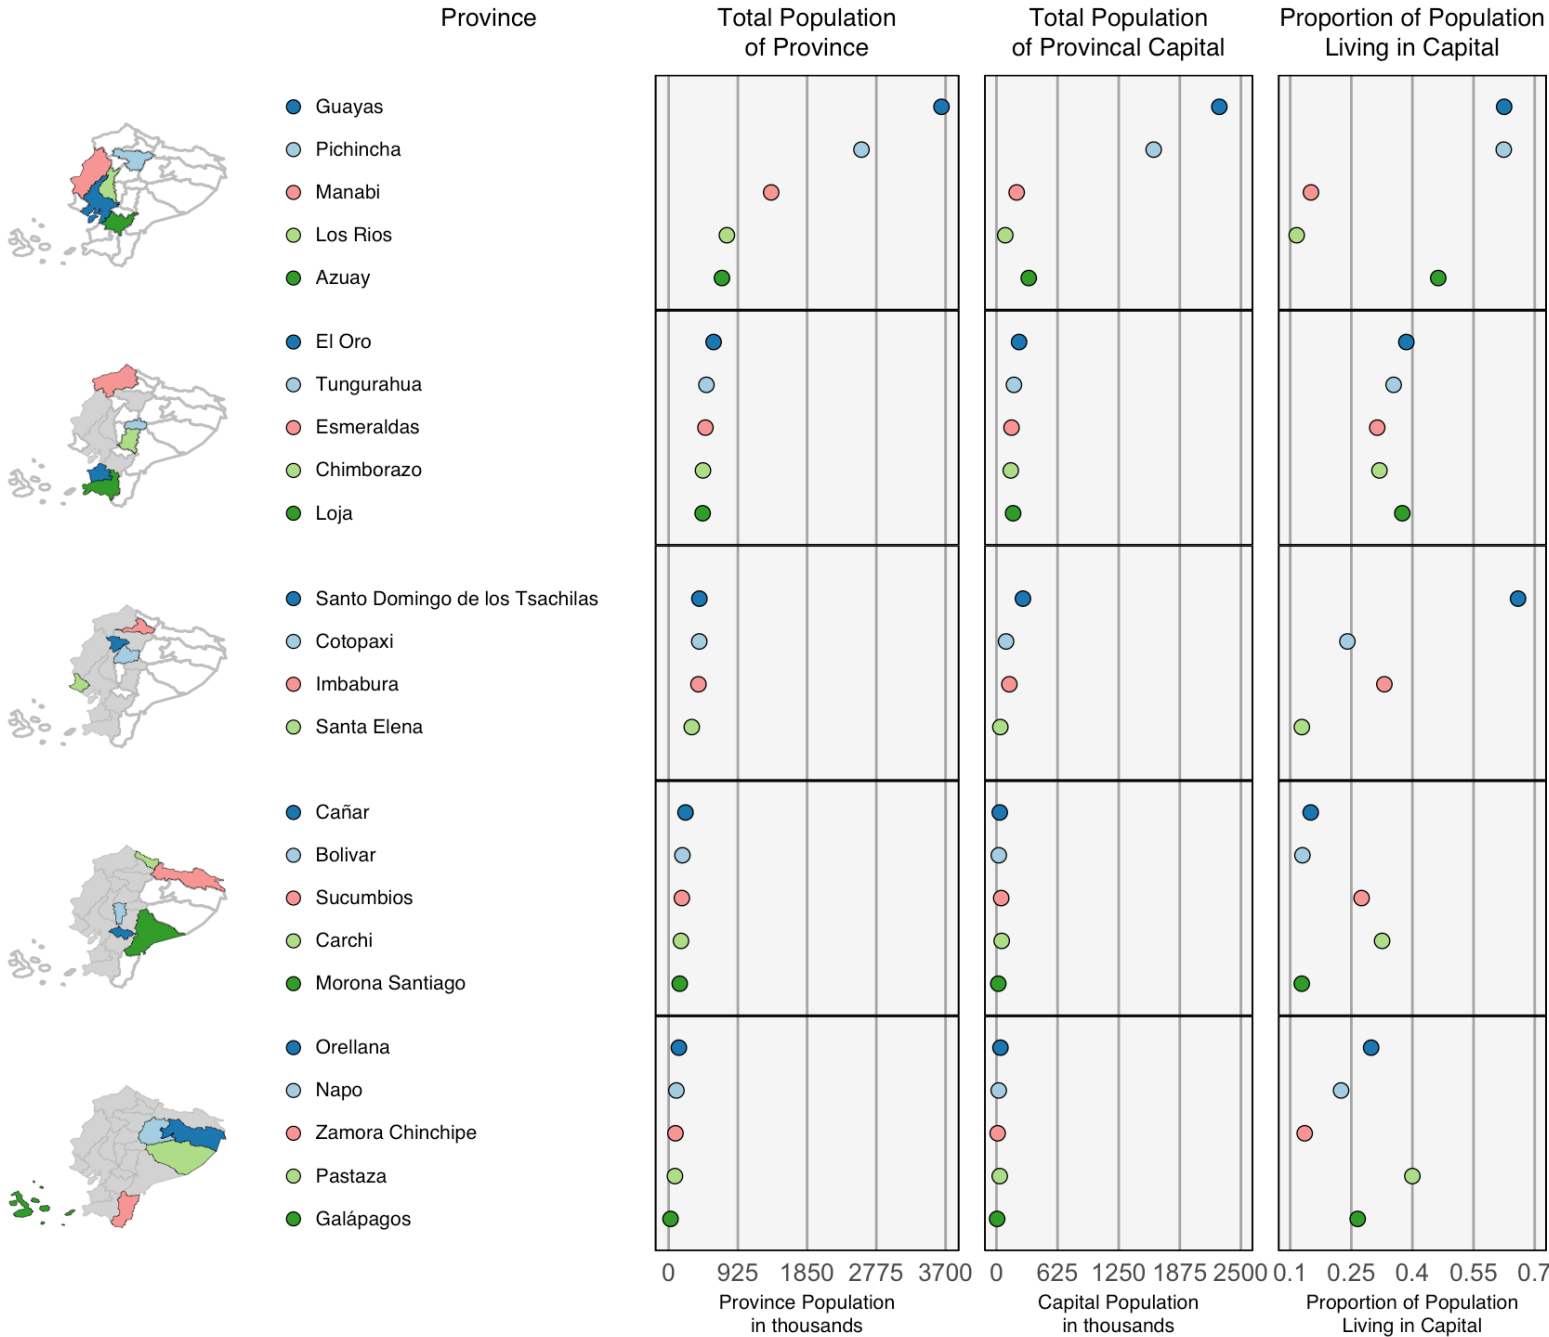 Province
Total Population
of Province
Total Population
of Provincal Capital
Proportion of Population
Living in Capital
Guayas
Pichincha
Manabi
Los Rios
Azuay
El Oro
Tungurahua
Esmeraldas
Chimborazo
Loja
Santo Domingo de los Tsachilas
Cotopaxi
Imbabura
Santa Elena
Cañar
Bolivar
Sucumbios
Carchi
Morona Santiago
Orellana
Napo
Zamora Chinchipe
Pastaza
Galápagos
0 925 1850 2775 3700
0 625 1250 1875 2500
0.1 0.25 0.4 0.55 0.7
Province Population
in thousands
Capital Population
in thousands
Proportion of Population
Living in Capital